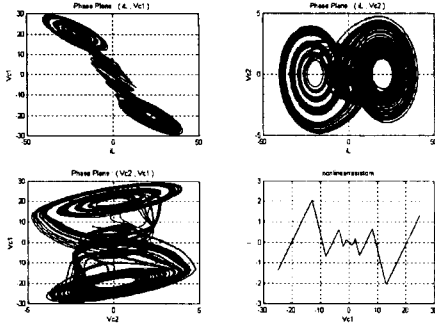 Phase Plane ( iL , Vc1 )
30
20
10
0
-10
-20
-30
-50 0 50
iL
Vc1
Phase Plane ( iL , Vc2 )
5
0
-5
-50 0 50
iL
Vc2
Phase Plane ( Vc2 , Vc1 )
30
20
10
0
-10
-20
-30
-5 0 5
Vc2
Vc1
nonlinearresistorn
3
2
1
0
-1
-2
-3
-30 -20 -10 0 10 20 30
Vc1